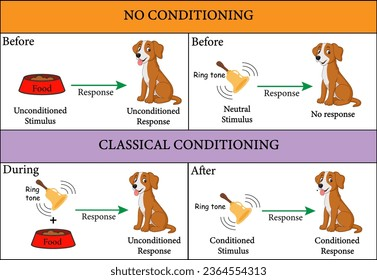 NO CONDITIONING
Before
Food
Response
Unconditioned
Stimulus
Unconditioned
Response
Before
Ring tone
Response
Neutral
Stimulus
No response
CLASSICAL CONDITIONING
During
Ring
tone
+
Food
Response
Unconditioned
Response
After
Ring tone
Response
Conditioned
Stimulus
Conditioned
Response
shutterstock.com · 2364554313